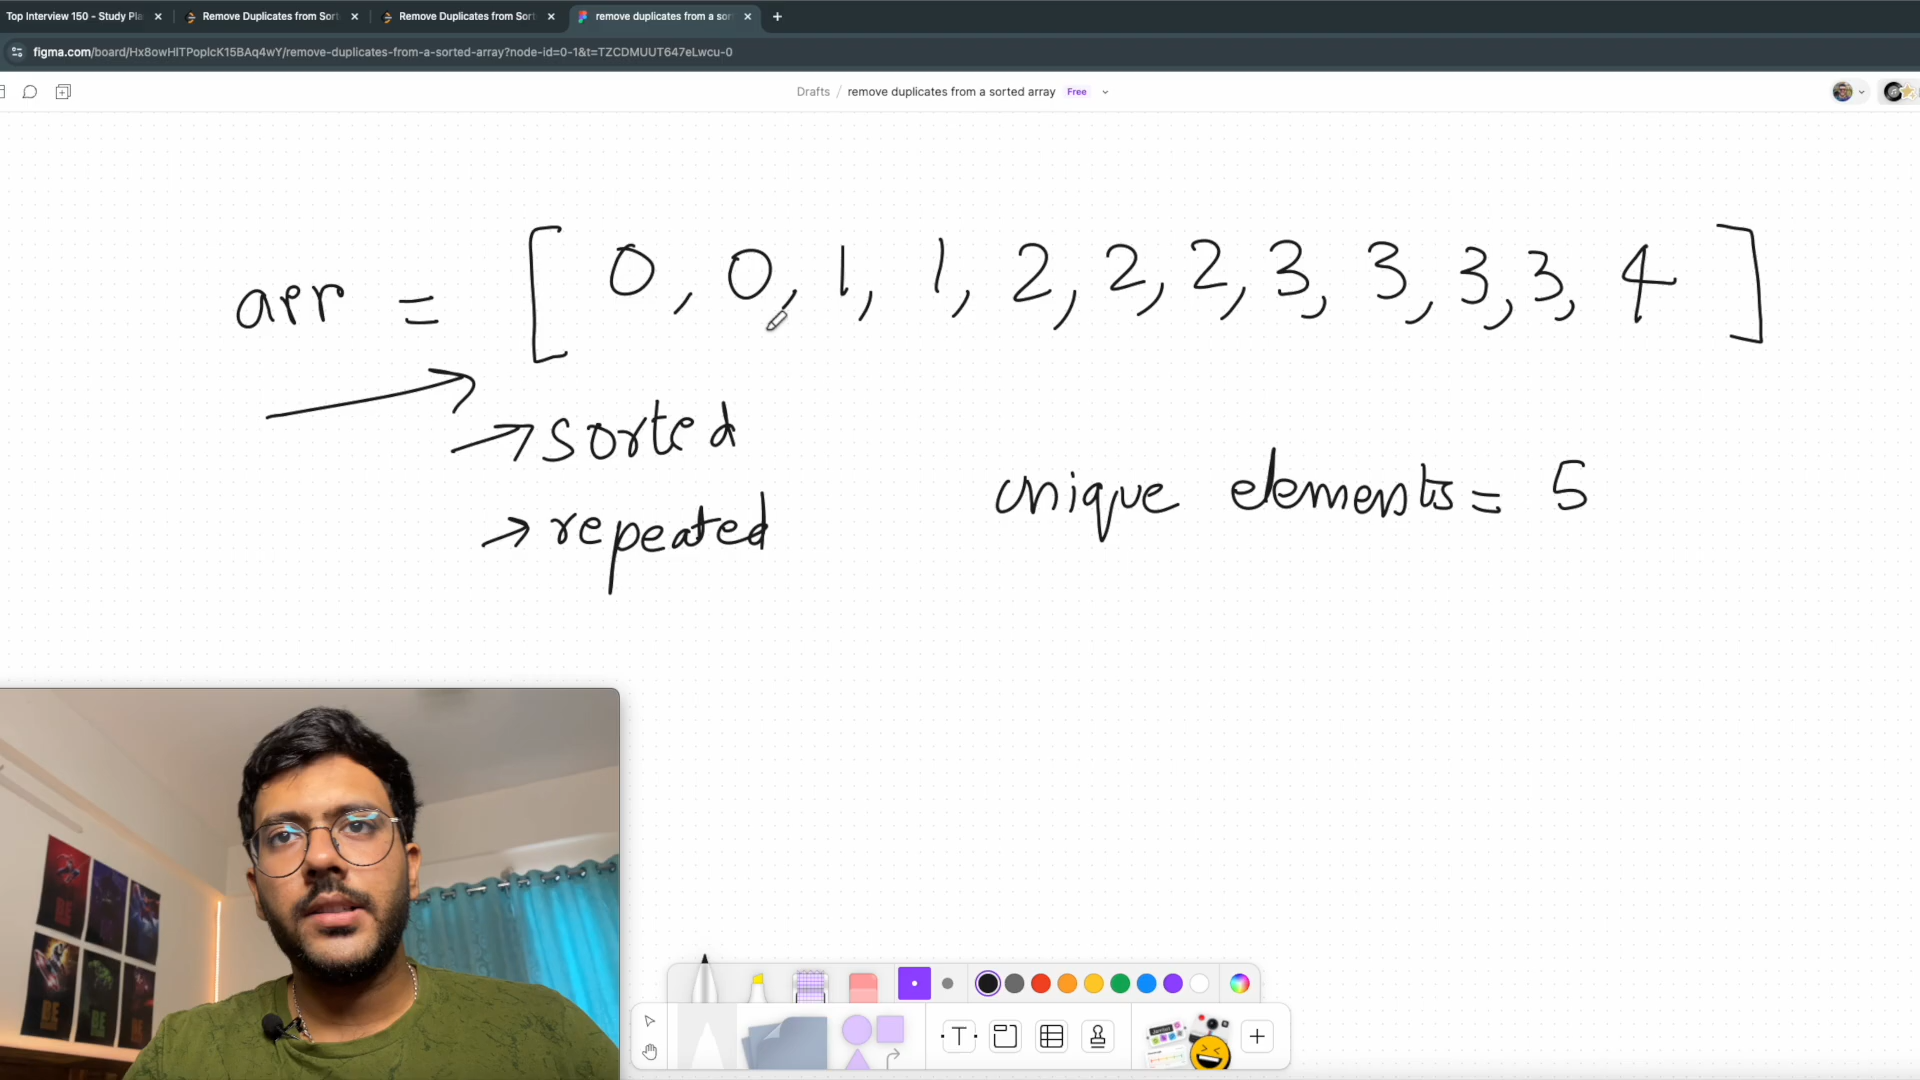 Top Interview 150 - Study Pla
Remove Duplicates from Sort
Remove Duplicates from Sort
remove duplicates from a sor
figma.com/board/Hx8owHlTPoplcK15BAq4wY/remove-duplicates-from-a-sorted-array?node-id=0-1&t=TZCDMUUT647eLwcu-0
Drafts / remove duplicates from a sorted array Free
arr = [ 0, 0, 1, 1, 2, 2, 2, 3, 3, 3, 3, 4 ]
→ sorted
unique elements = 5
→ repeated
T